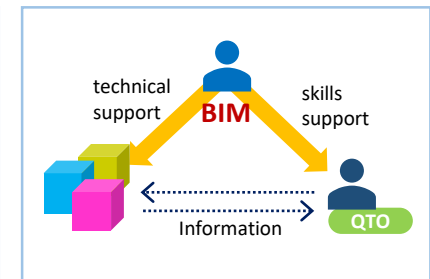 technical
support
BIM
skills
support
Information
QTO